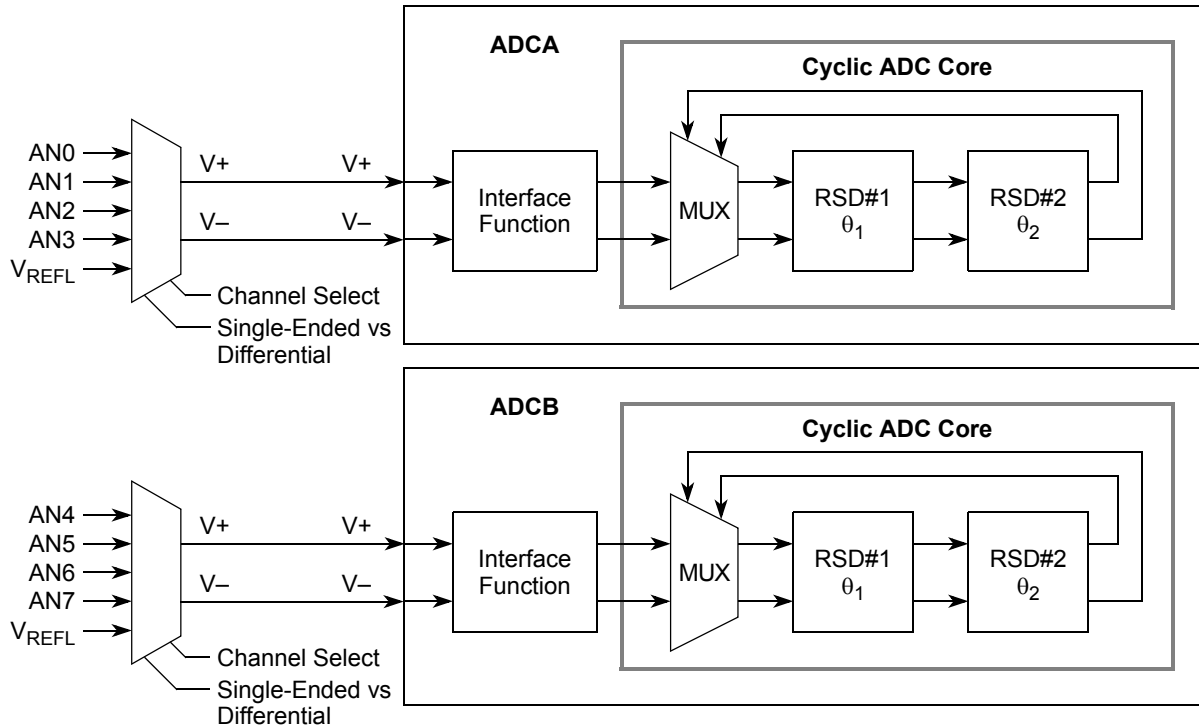 ADCA
Cyclic ADC Core
AN0
AN1
AN2
AN3
VREFL
V+
V+
V–
V–
Interface
Function
MUX
RSD#1
θ1
RSD#2
θ2
Channel Select
Single-Ended vs
Differential
ADCB
Cyclic ADC Core
AN4
AN5
AN6
AN7
VREFL
V+
V+
V–
V–
Interface
Function
MUX
RSD#1
θ1
RSD#2
θ2
Channel Select
Single-Ended vs
Differential